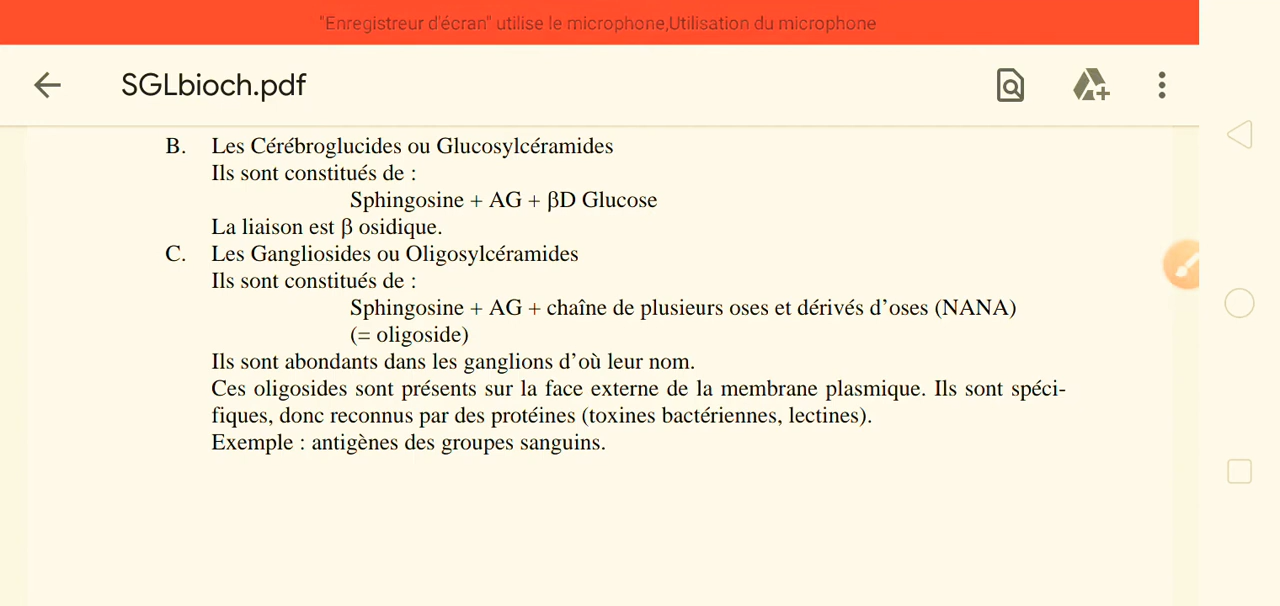 "Enregistreur d'écran" utilise le microphone,Utilisation du microphone
SGLbioch.pdf
B. Les Cérébroglucides ou Glucosylcéramides
Ils sont constitués de :
Sphingosine + AG + βD Glucose
La liaison est β osidique.
C. Les Gangliosides ou Oligosylcéramides
Ils sont constitués de :
Sphingosine + AG + chaîne de plusieurs oses et dérivés d’oses (NANA)
(= oligoside)
Ils sont abondants dans les ganglions d’où leur nom.
Ces oligosides sont présents sur la face externe de la membrane plasmique. Ils sont spéci-
fiques, donc reconnus par des protéines (toxines bactériennes, lectines).
Exemple : antigènes des groupes sanguins.